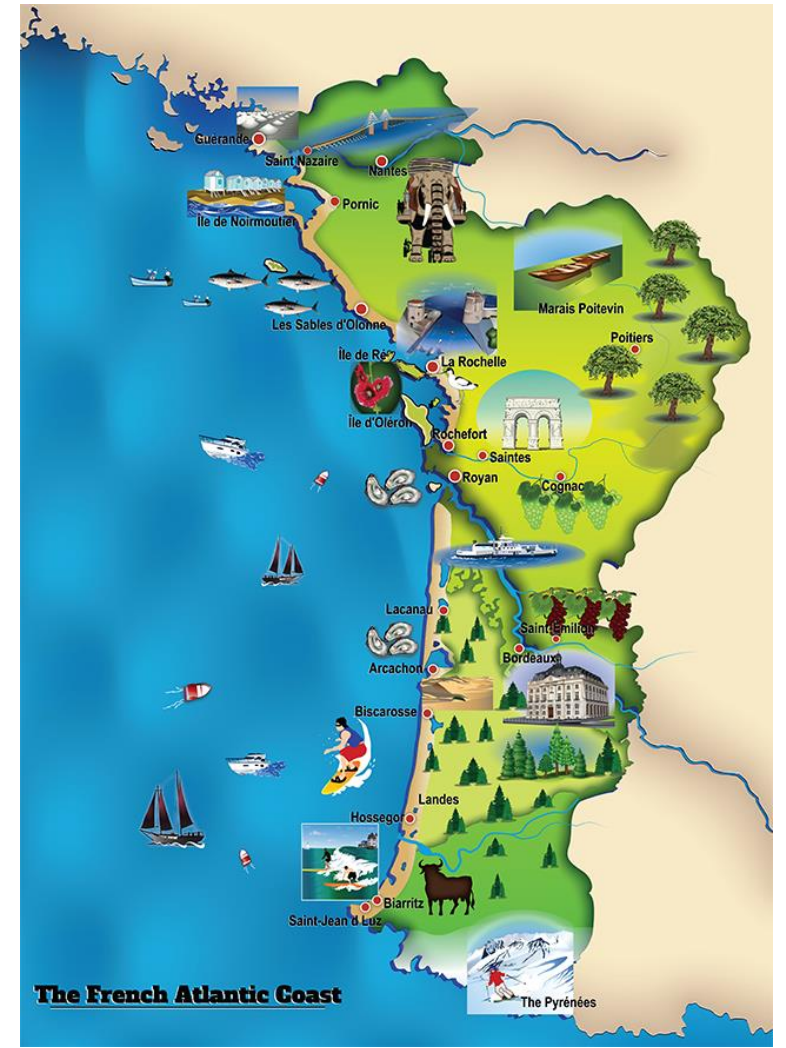 Guérande
Saint Nazaire
Nantes
Pornic
Île de Noirmoutier
Marais Poitevin
Les Sables d'Olonne
Poitiers
Île de Ré
La Rochelle
Île d'Oléron
Rochefort
Saintes
Royan
Cognac
Lacanau
Saint-Emilion
Bordeaux
Arcachon
Biscarosse
Landes
Hossegor
Biarritz
Saint-Jean d Luz
The French Atlantic Coast
The Pyrénées